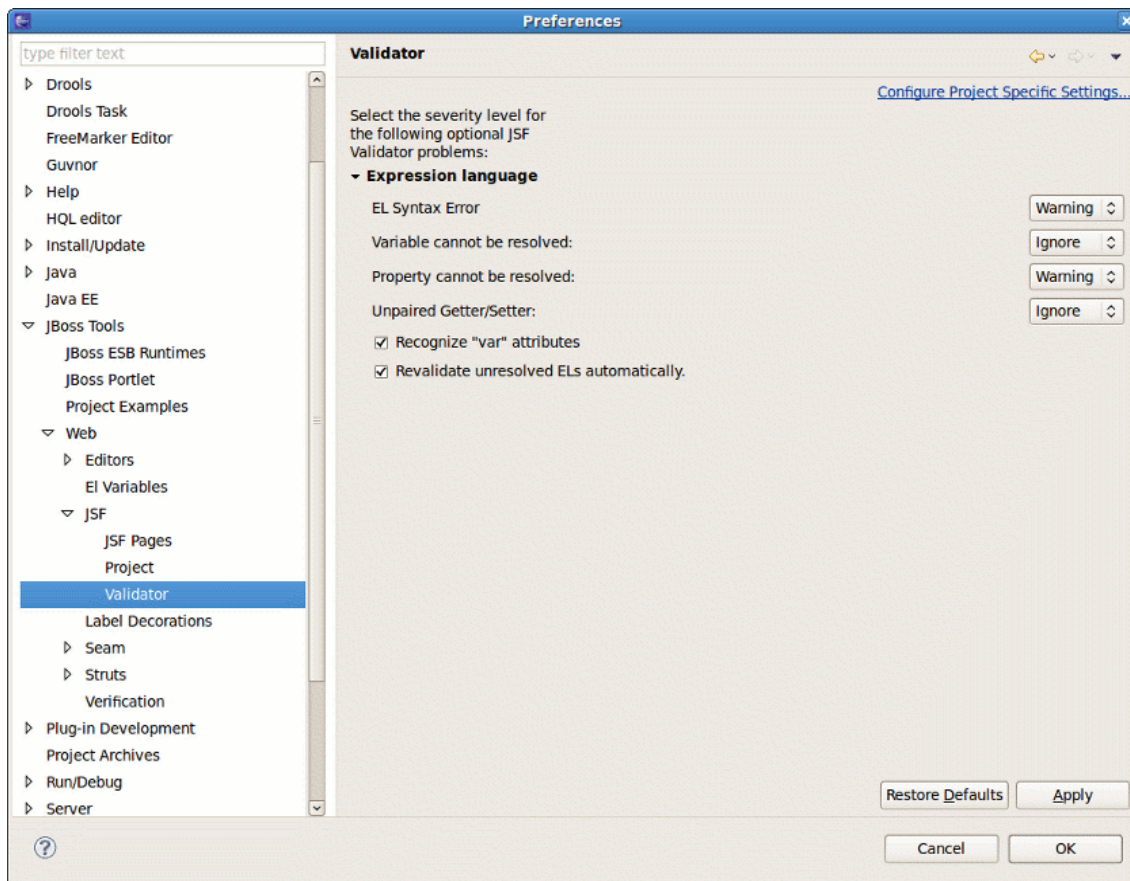 Preferences
type filter text
Drools
Drools Task
FreeMarker Editor
Guvnor
Help
HQL editor
Install/Update
Java
Java EE
JBoss Tools
JBoss ESB Runtimes
JBoss Portlet
Project Examples
Web
Editors
El Variables
JSF
JSF Pages
Project
Validator
Label Decorations
Seam
Struts
Verification
Plug-in Development
Project Archives
Run/Debug
Server
Validator
Configure Project Specific Settings...
Select the severity level for
the following optional JSF
Validator problems:
Expression language
EL Syntax Error Warning
Variable cannot be resolved: Ignore
Property cannot be resolved: Warning
Unpaired Getter/Setter: Ignore
Recognize "var" attributes
Revalidate unresolved ELs automatically.
Restore Defaults Apply
? Cancel OK